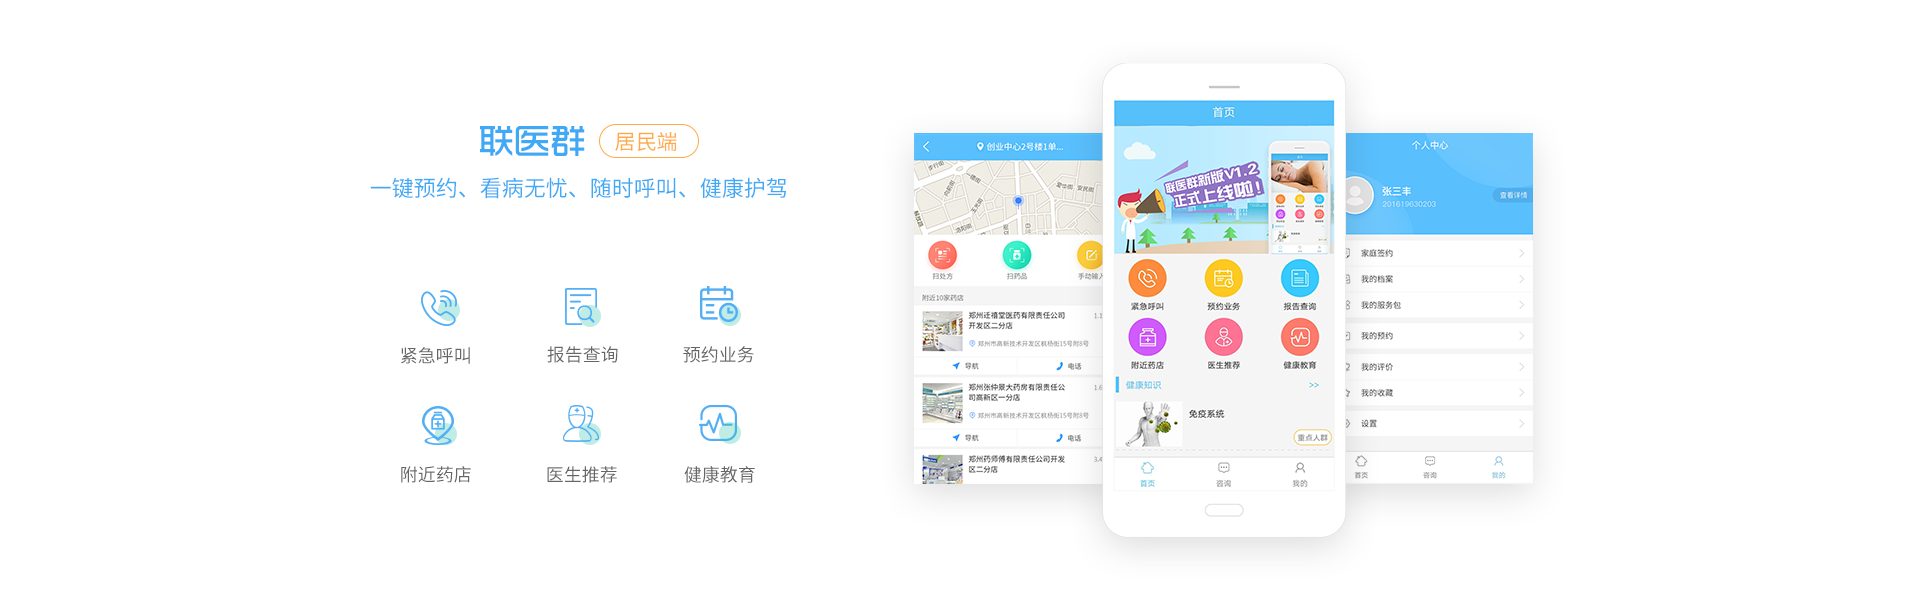 联医群 居民端
一键预约、看病无忧、随时呼叫、健康护驾
紧急呼叫 报告查询 预约业务
附近药店 医生推荐 健康教育
创业中心2号楼1单...
扫处方 扫药品 手动输入
附近10家药店
郑州迁禧堂医药有限责任公司
开发区二分店
郑州市高新技术开发区枫杨街15号附8号
导航 电话
郑州张仲景大药房有限责任公
司高新区一分店
郑州市高新技术开发区枫杨街15号附8号
导航 电话
郑州药师傅有限责任公司开发
区二分店
首页
联医群新版V1.2
正式上线啦!
紧急呼叫 预约业务 报告查询
附近药店 医生推荐 健康教育
健康知识 >>
免疫系统
重点人群
首页 咨询 我的
个人中心
张三丰
201619630203
查看详情
家庭签约
我的档案
我的服务包
我的预约
我的评价
我的收藏
设置
首页 咨询 我的